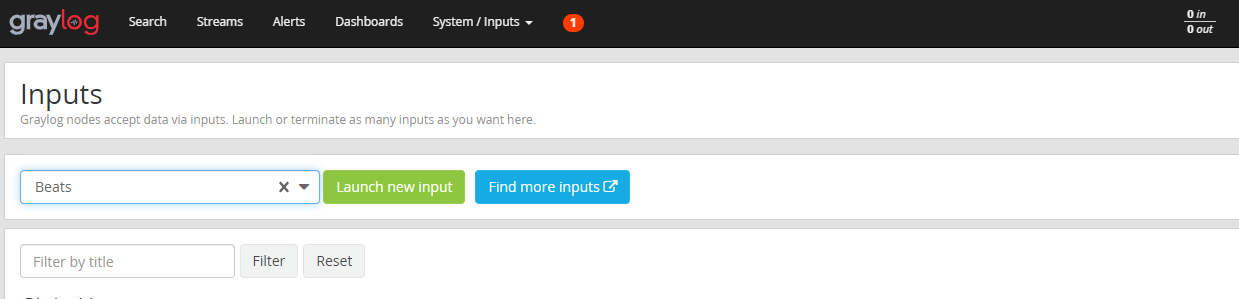 graylog Search Streams Alerts Dashboards System / Inputs 1 0 in
0 out
Inputs
Graylog nodes accept data via inputs. Launch or terminate as many inputs as you want here.
Beats Launch new input Find more inputs
Filter by title Filter Reset